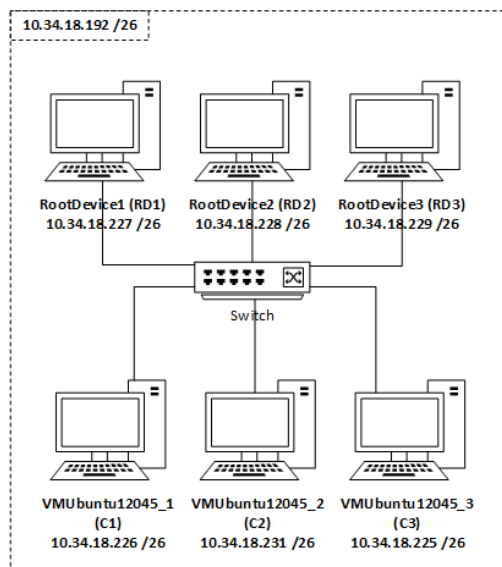 10.34.18.192 /26
RootDevice1 (RD1)
10.34.18.227 /26
RootDevice2 (RD2)
10.34.18.228 /26
RootDevice3 (RD3)
10.34.18.229 /26
Switch
VMUbuntu12045_1
(C1)
10.34.18.226 /26
VMUbuntu12045_2
(C2)
10.34.18.231 /26
VMUbuntu12045_3
(C3)
10.34.18.225 /26